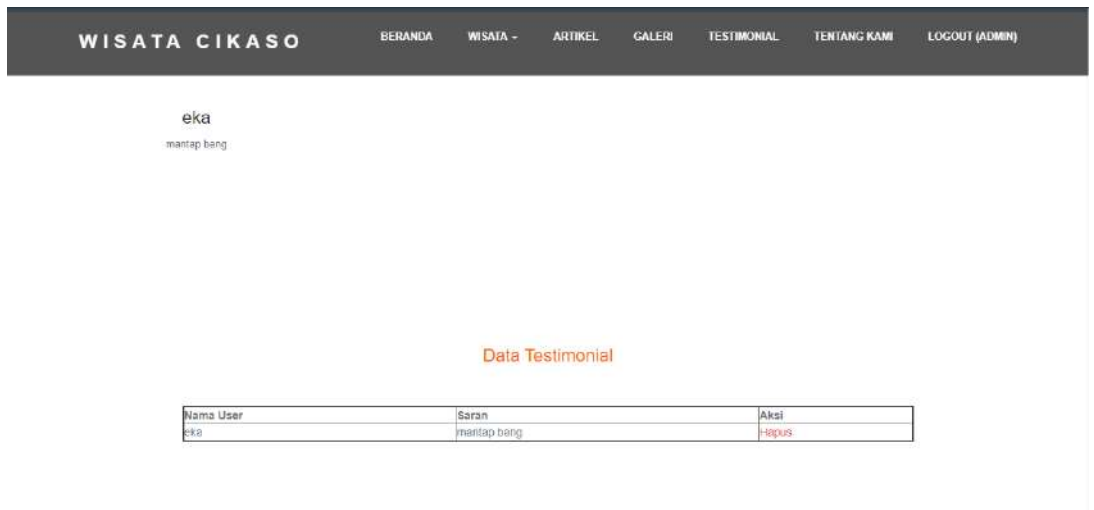 WISATA CIKASO BERANDA WISATA ARTIKEL GALERI TESTIMONIAL TENTANG KAMI LOGOUT (ADMIN)
eka
mantap bang
Data Testimonial
Nama User Saran Aksi
eka mantap bang Hapus